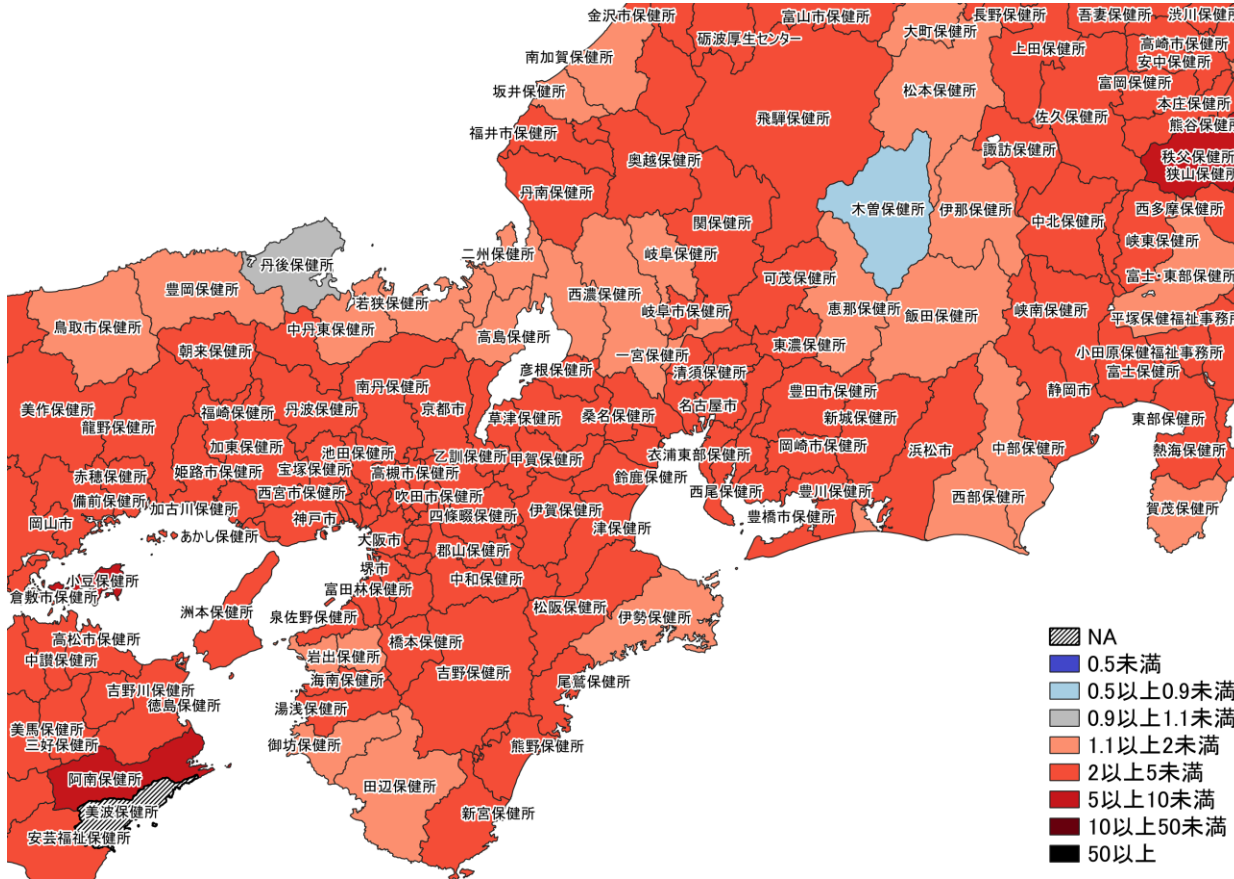 金沢市保健所
富山市保健所
長野保健所
吾妻保健所
渋川保健所
砺波厚生センター
大町保健所
南加賀保健所
上田保健所
高崎市保健所
安中保健所
坂井保健所
松本保健所
富岡保健所
本庄保健所
飛騨保健所
佐久保健所
熊谷保健所
福井市保健所
奥越保健所
諏訪保健所
秩父保健所
狭山保健所
丹南保健所
木曽保健所
伊那保健所
中北保健所
西多摩保健所
関保健所
峡東保健所
丹後保健所
二州保健所
岐阜保健所
富士・東部保健所
豊岡保健所
可茂保健所
西濃保健所
若狭保健所
恵那保健所
飯田保健所
峡南保健所
岐阜市保健所
平塚保健福祉事務所
鳥取市保健所
中丹東保健所
高島保健所
東濃保健所
朝来保健所
一宮保健所
小田原保健福祉事務所
彦根保健所
清須保健所
富士保健所
南丹保健所
豊田市保健所
静岡市
美作保健所
福崎保健所
丹波保健所
京都市
草津保健所
桑名保健所
名古屋市
新城保健所
東部保健所
龍野保健所
加東保健所
池田保健所
乙訓保健所
甲賀保健所
衣浦東部保健所
岡崎市保健所
浜松市
中部保健所
熱海保健所
赤穂保健所
姫路市保健所
宝塚保健所
高槻市保健所
鈴鹿保健所
備前保健所
西宮市保健所
吹田市保健所
西尾保健所
豊川保健所
西部保健所
賀茂保健所
加古川保健所
伊賀保健所
岡山市
神戸市
四條畷保健所
豊橋市保健所
津保健所
あかし保健所
大阪市
郡山保健所
堺市
小豆保健所
中和保健所
富田林保健所
倉敷市保健所
洲本保健所
泉佐野保健所
松阪保健所
伊勢保健所
高松市保健所
橋本保健所
岩出保健所
中讃保健所
吉野保健所
海南保健所
尾鷲保健所
吉野川保健所
徳島保健所
湯浅保健所
美馬保健所
三好保健所
御坊保健所
熊野保健所
阿南保健所
田辺保健所
美波保健所
新宮保健所
安芸福祉保健所
NA
0.5未満
0.5以上0.9未満
0.9以上1.1未満
1.1以上2未満
2以上5未満
5以上10未満
10以上50未満
50以上